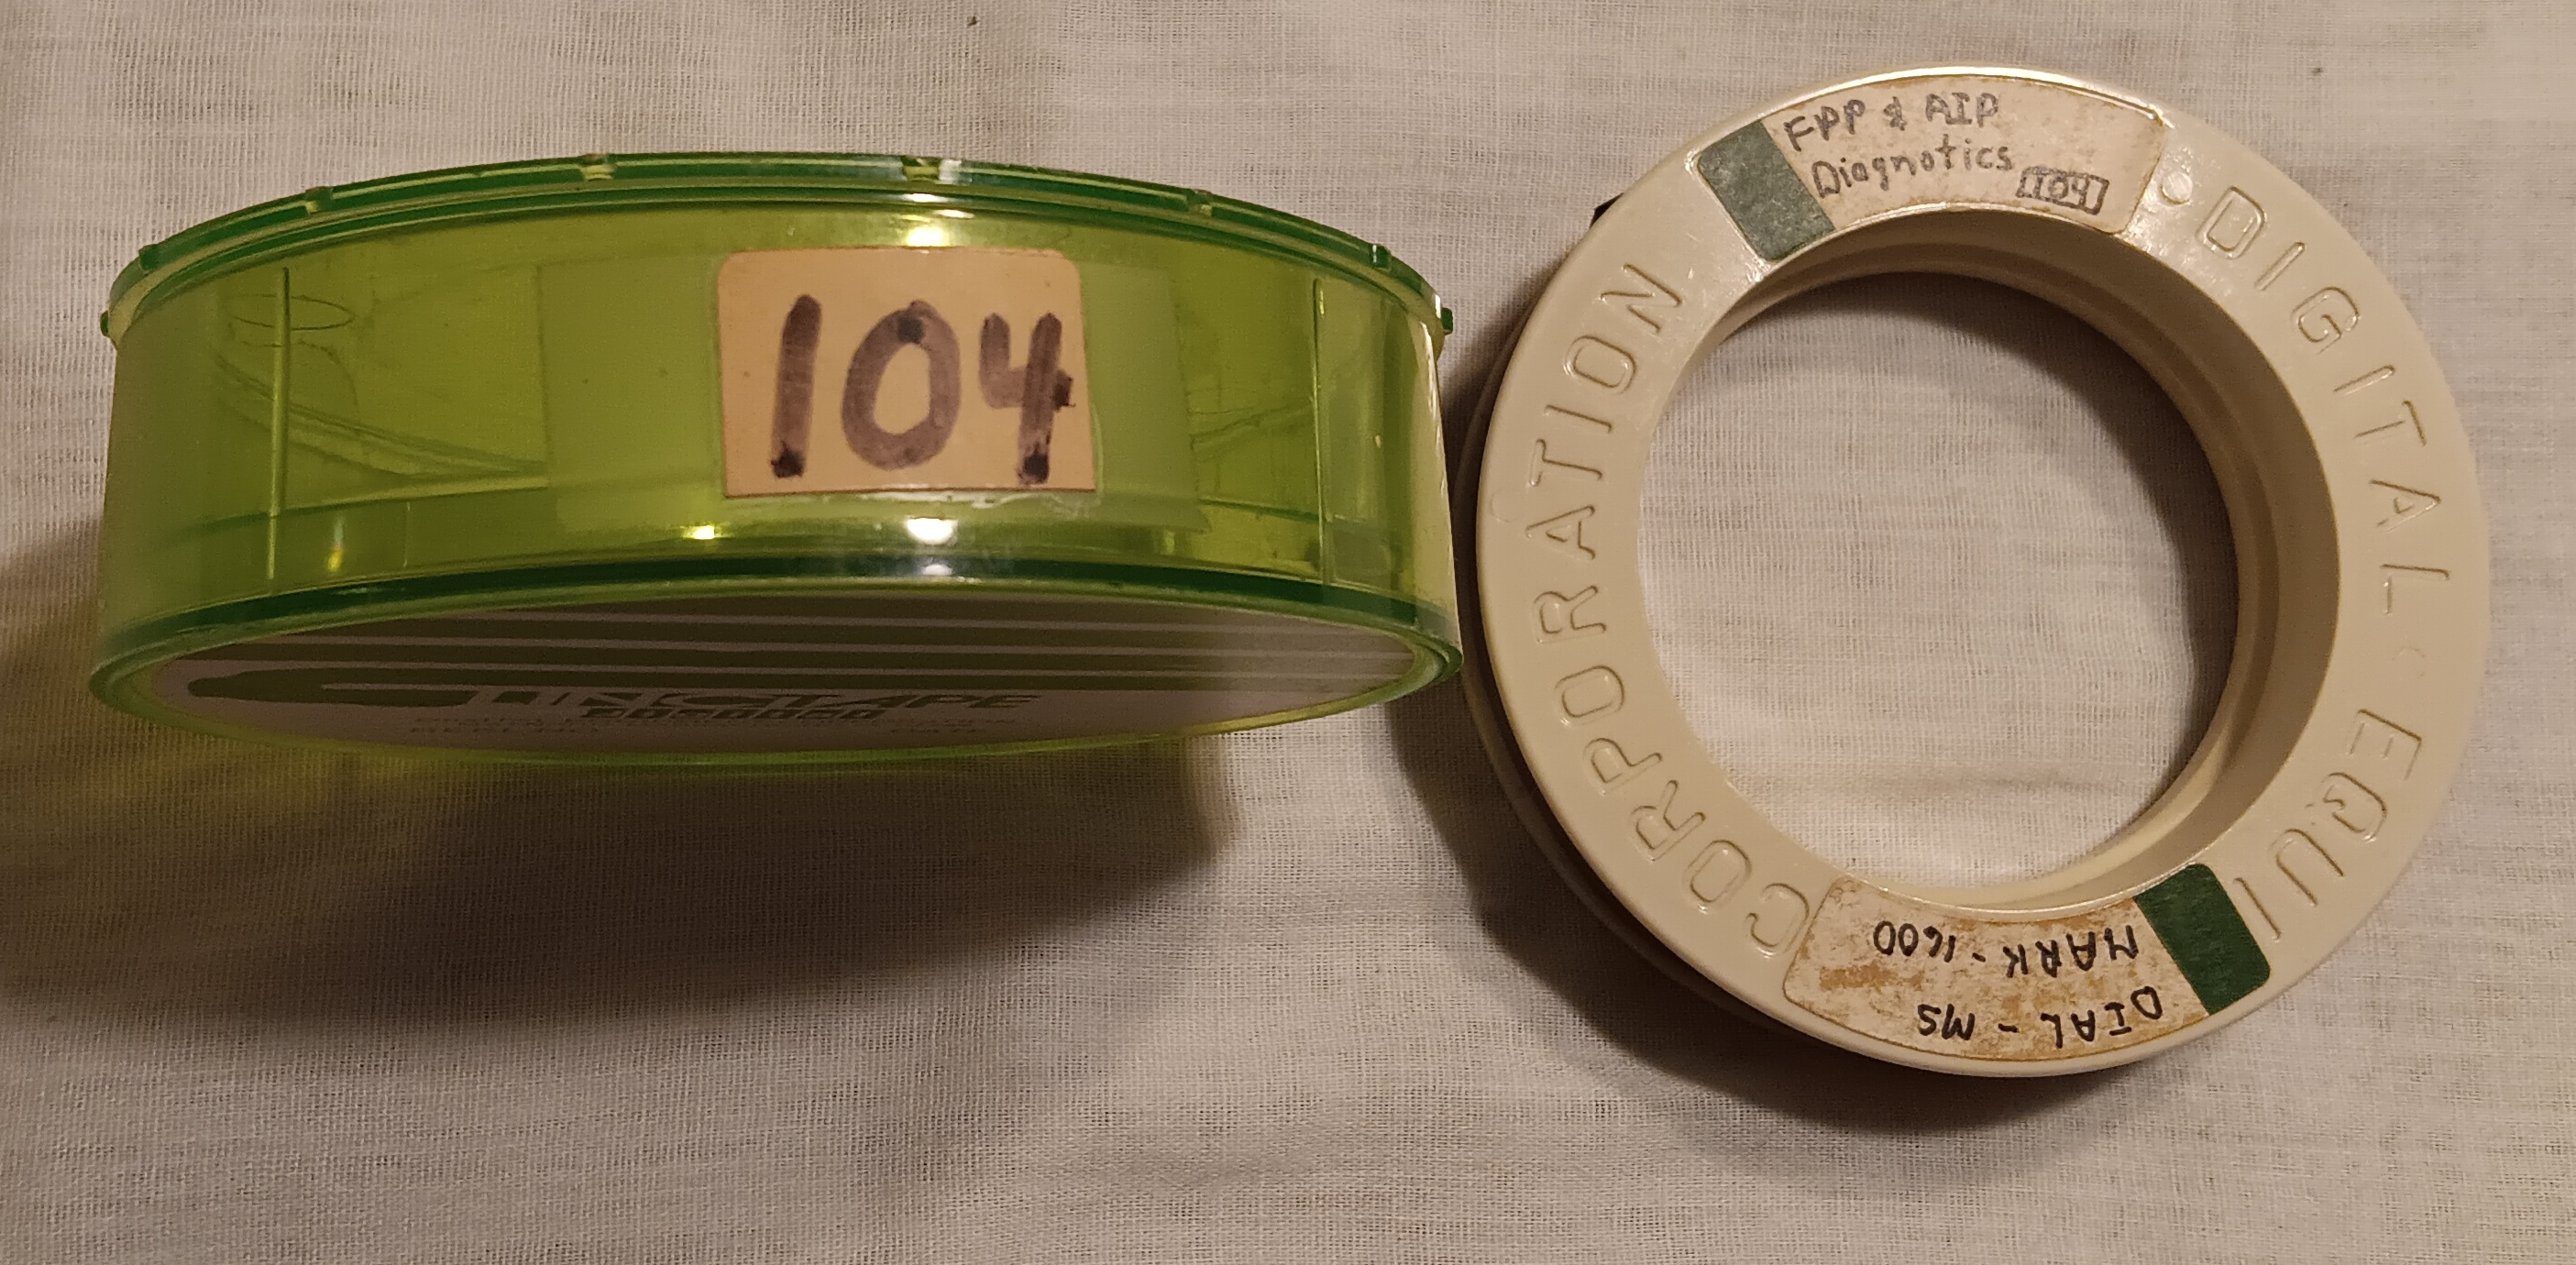 104
FPP & AIP
Diagnotics
104
DIGITAL EQUI
CORPORATION
DIAL - MS
MARK - 1600